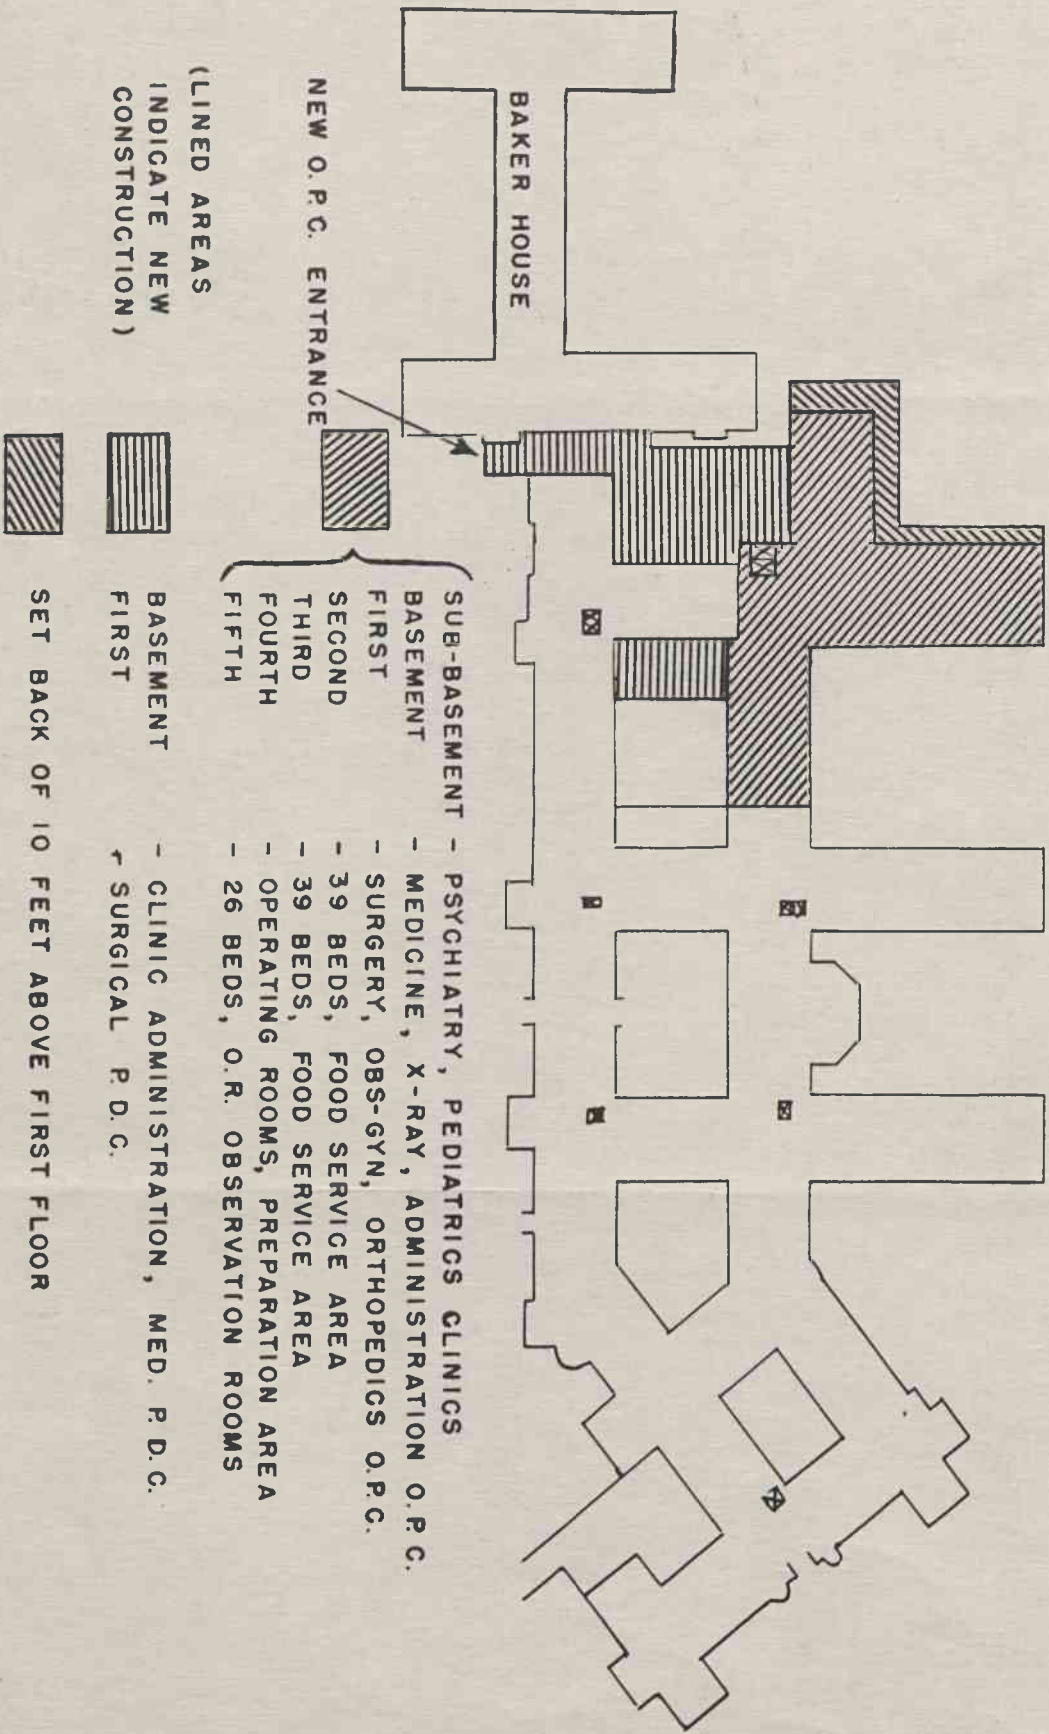 BAKER HOUSE
NEW O.P.C. ENTRANCE
(LINED AREAS
INDICATE NEW
CONSTRUCTION)
SUB-BASEMENT - PSYCHIATRY, PEDIATRICS CLINICS
BASEMENT - MEDICINE, X-RAY, ADMINISTRATION O.P.C.
FIRST - SURGERY, OBS-GYN, ORTHOPEDICS O.P.C.
SECOND - 39 BEDS, FOOD SERVICE AREA
THIRD - 39 BEDS, FOOD SERVICE AREA
FOURTH - OPERATING ROOMS, PREPARATION AREA
FIFTH - 26 BEDS, O.R. OBSERVATION ROOMS
BASEMENT - CLINIC ADMINISTRATION, MED. P.D.C.
FIRST - SURGICAL P.D.C.
SET BACK OF 10 FEET ABOVE FIRST FLOOR